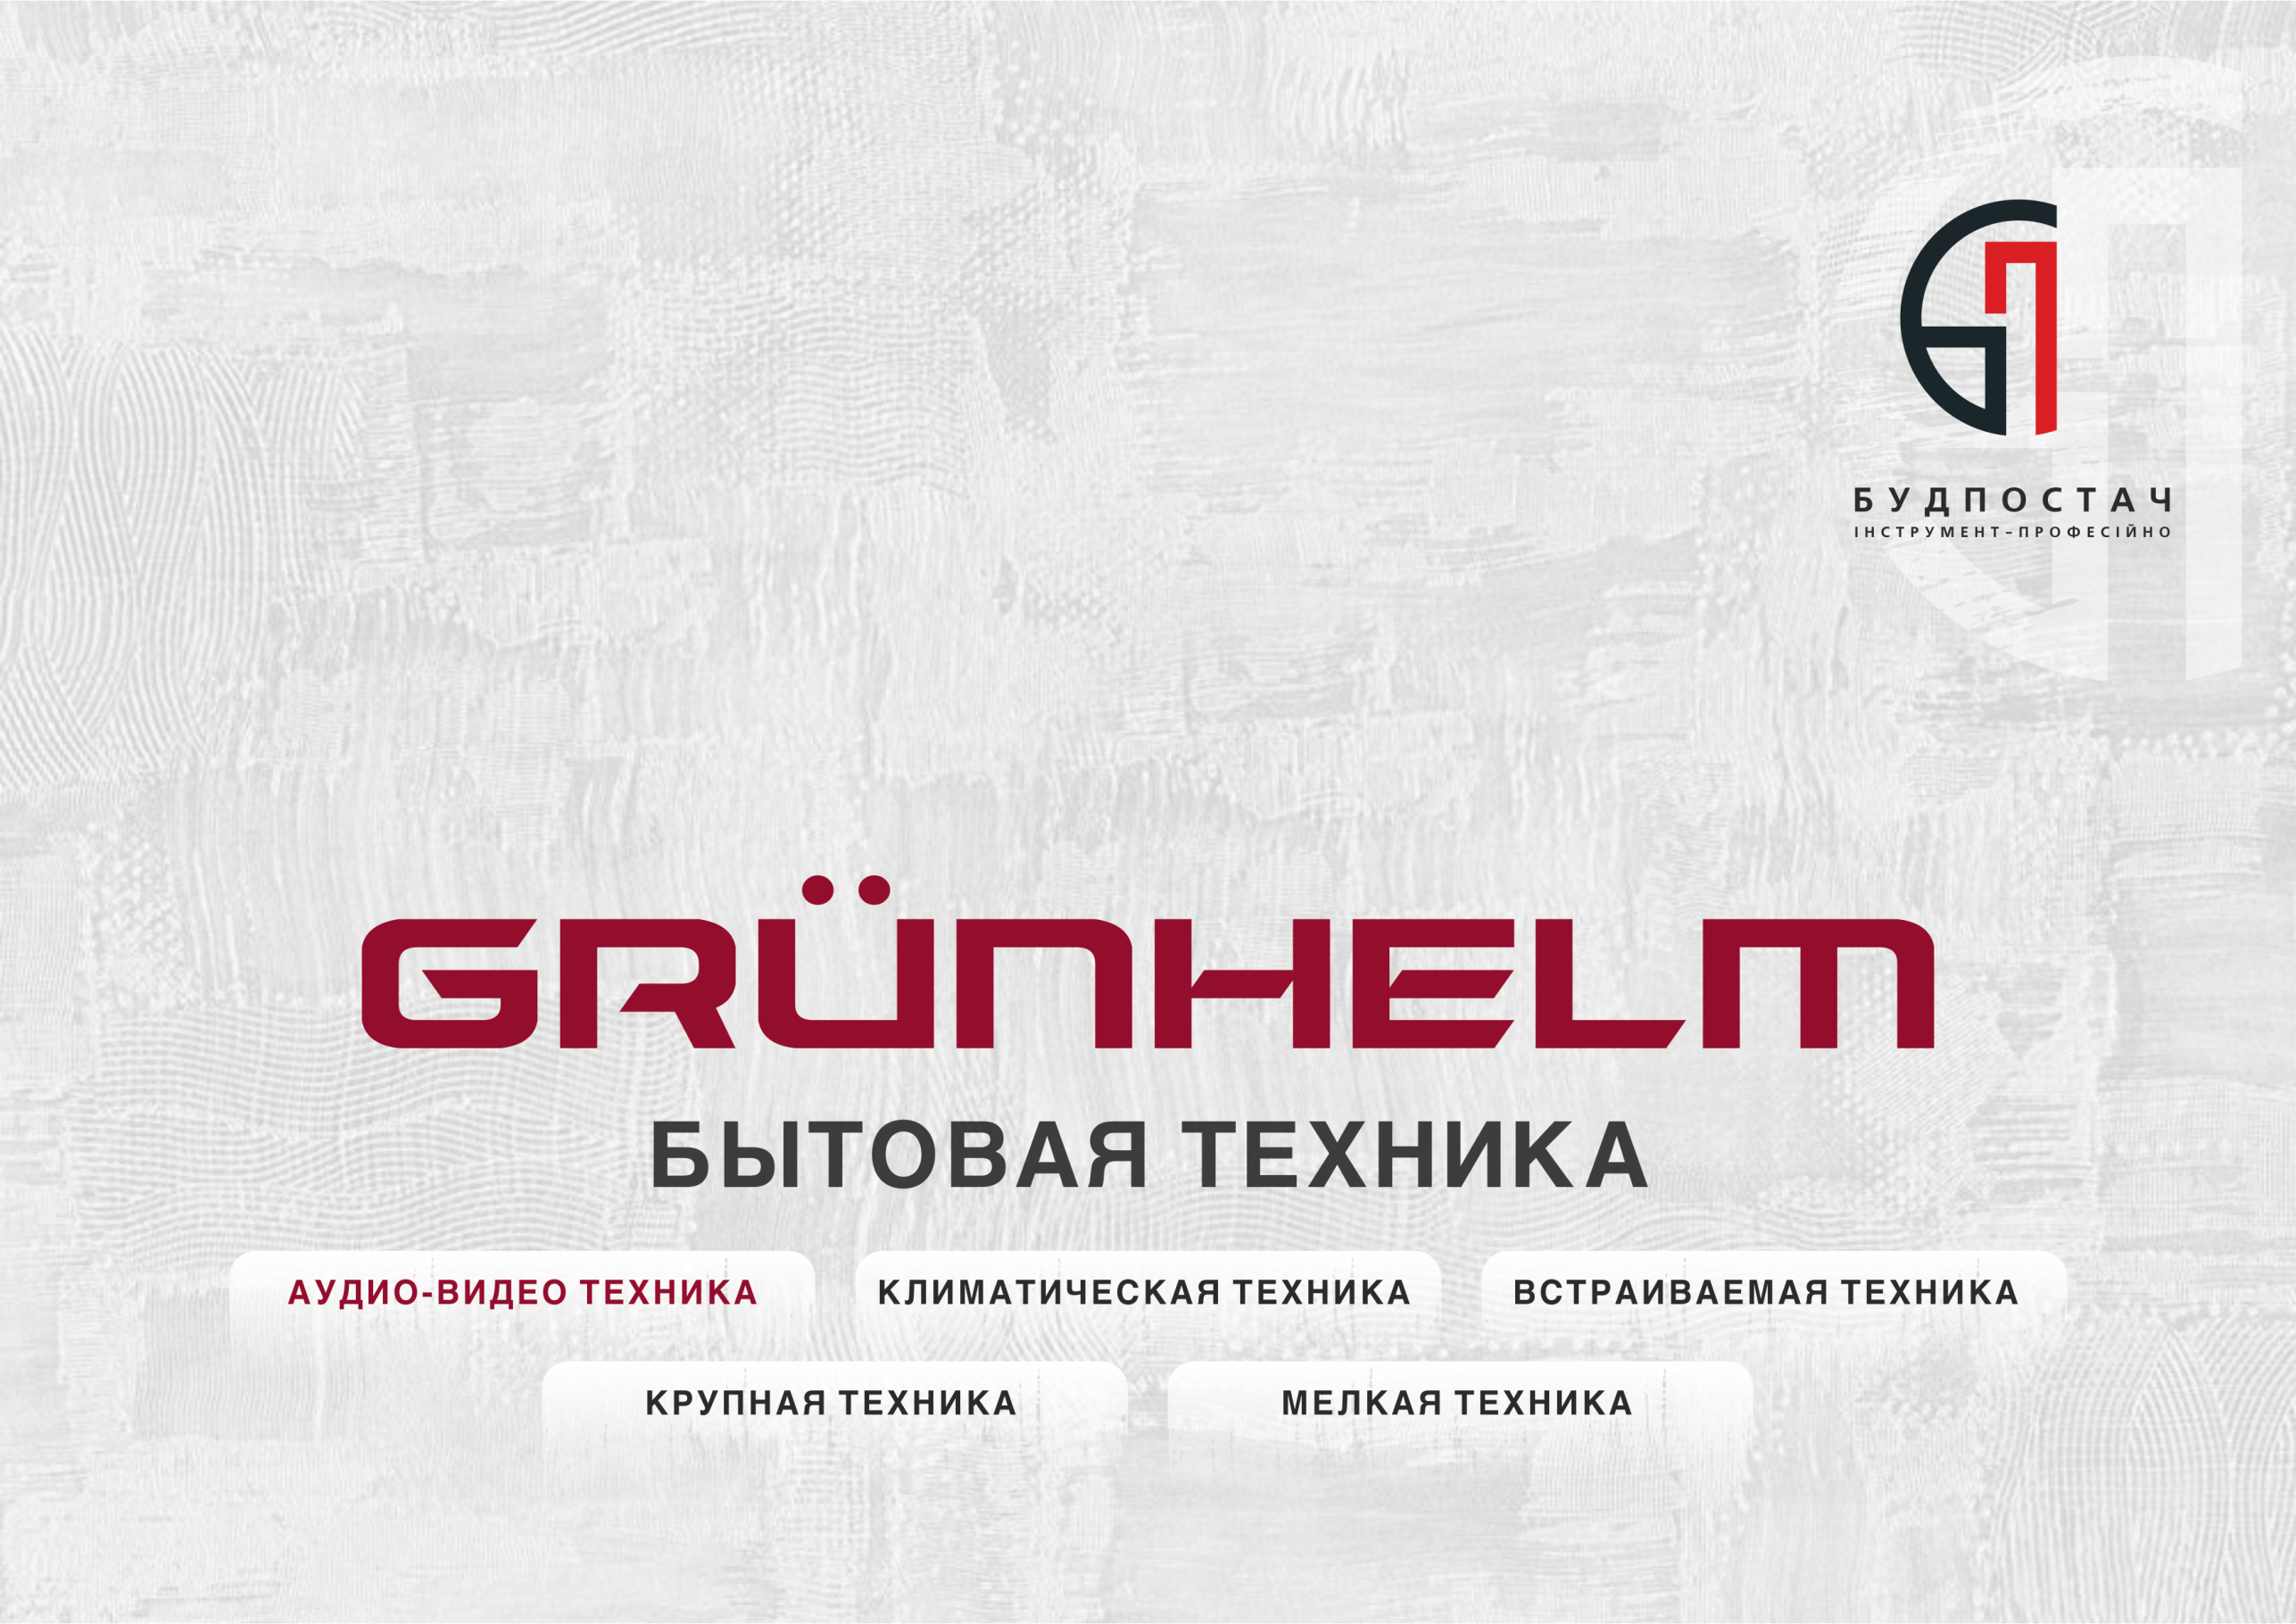 БУДПОСТАЧ
ІНСТРУМЕНТ-ПРОФЕСІЙНО
GRÜNHELM
БЫТОВАЯ ТЕХНИКА
АУДИО-ВИДЕО ТЕХНИКА
КЛИМАТИЧЕСКАЯ ТЕХНИКА
ВСТРАИВАЕМАЯ ТЕХНИКА
КРУПНАЯ ТЕХНИКА
МЕЛКАЯ ТЕХНИКА